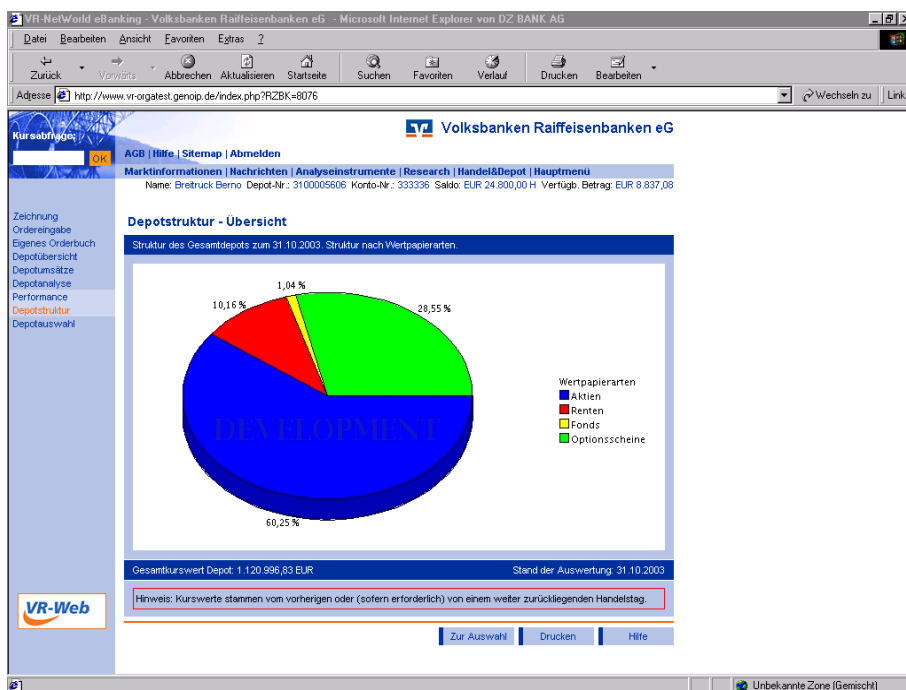 VR-NetWorld eBanking - Volksbanken Raiffeisenbanken eG - Microsoft Internet Explorer von DZ BANK AG
Datei Bearbeiten Ansicht Favoriten Extras ?
Zurück Vorwärts Abbrechen Aktualisieren Startseite Suchen Favoriten Verlauf Drucken Bearbeiten
Adresse http://www.vr-orgatest.genoip.de/index.php?RZBK=8076 Wechseln zu Link
Kursabfrage:
OK
Volksbanken Raiffeisenbanken eG
AGB | Hilfe | Sitemap | Abmelden
Marktinformationen | Nachrichten | Analyseinstrumente | Research | Handel&Depot | Hauptmenü
Name: Breitruck Berno Depot-Nr.: 3100005606 Konto-Nr.: 333336 Saldo: EUR 24.800,00 H Verfügb. Betrag: EUR 8.837,08
Zeichnung
Ordereingabe
Eigenes Orderbuch
Depotübersicht
Depotumsätze
Depotanalyse
Performance
Depotstruktur
Depotauswahl
Depotstruktur - Übersicht
Struktur des Gesamtdepots zum 31.10.2003. Struktur nach Wertpapierarten.
1,04 %
10,16 %
28,55 %
DEVELOPMENT
60,25 %
Wertpapierarten
Aktien
Renten
Fonds
Optionsscheine
Gesamtkurswert Depot: 1.120.996,83 EUR Stand der Auswertung: 31.10.2003
Hinweis: Kurswerte stammen vom vorherigen oder (sofern erforderlich) von einem weiter zurückliegenden Handelstag.
VR-Web
Zur Auswahl Drucken Hilfe
Unbekannte Zone (Gemischt)